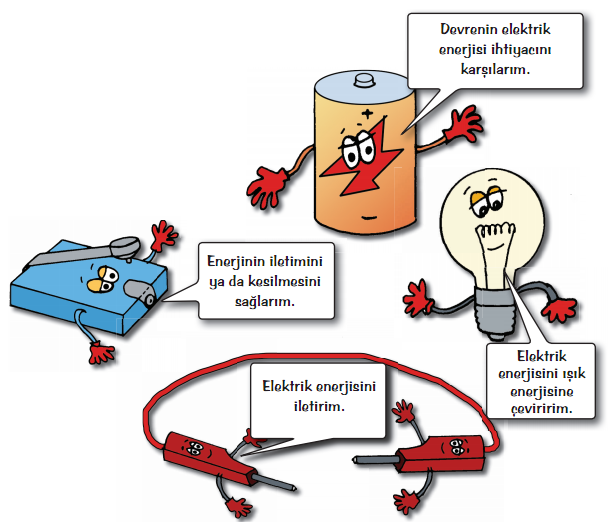 Devrenin elektrik
enerjisi ihtiyacını
karşılarım.
+
−
Enerjinin iletimini
ya da kesilmesini
sağlarım.
Elektrik
enerjisini ışık
enerjisine
çeviririm.
Elektrik enerjisini
iletirim.